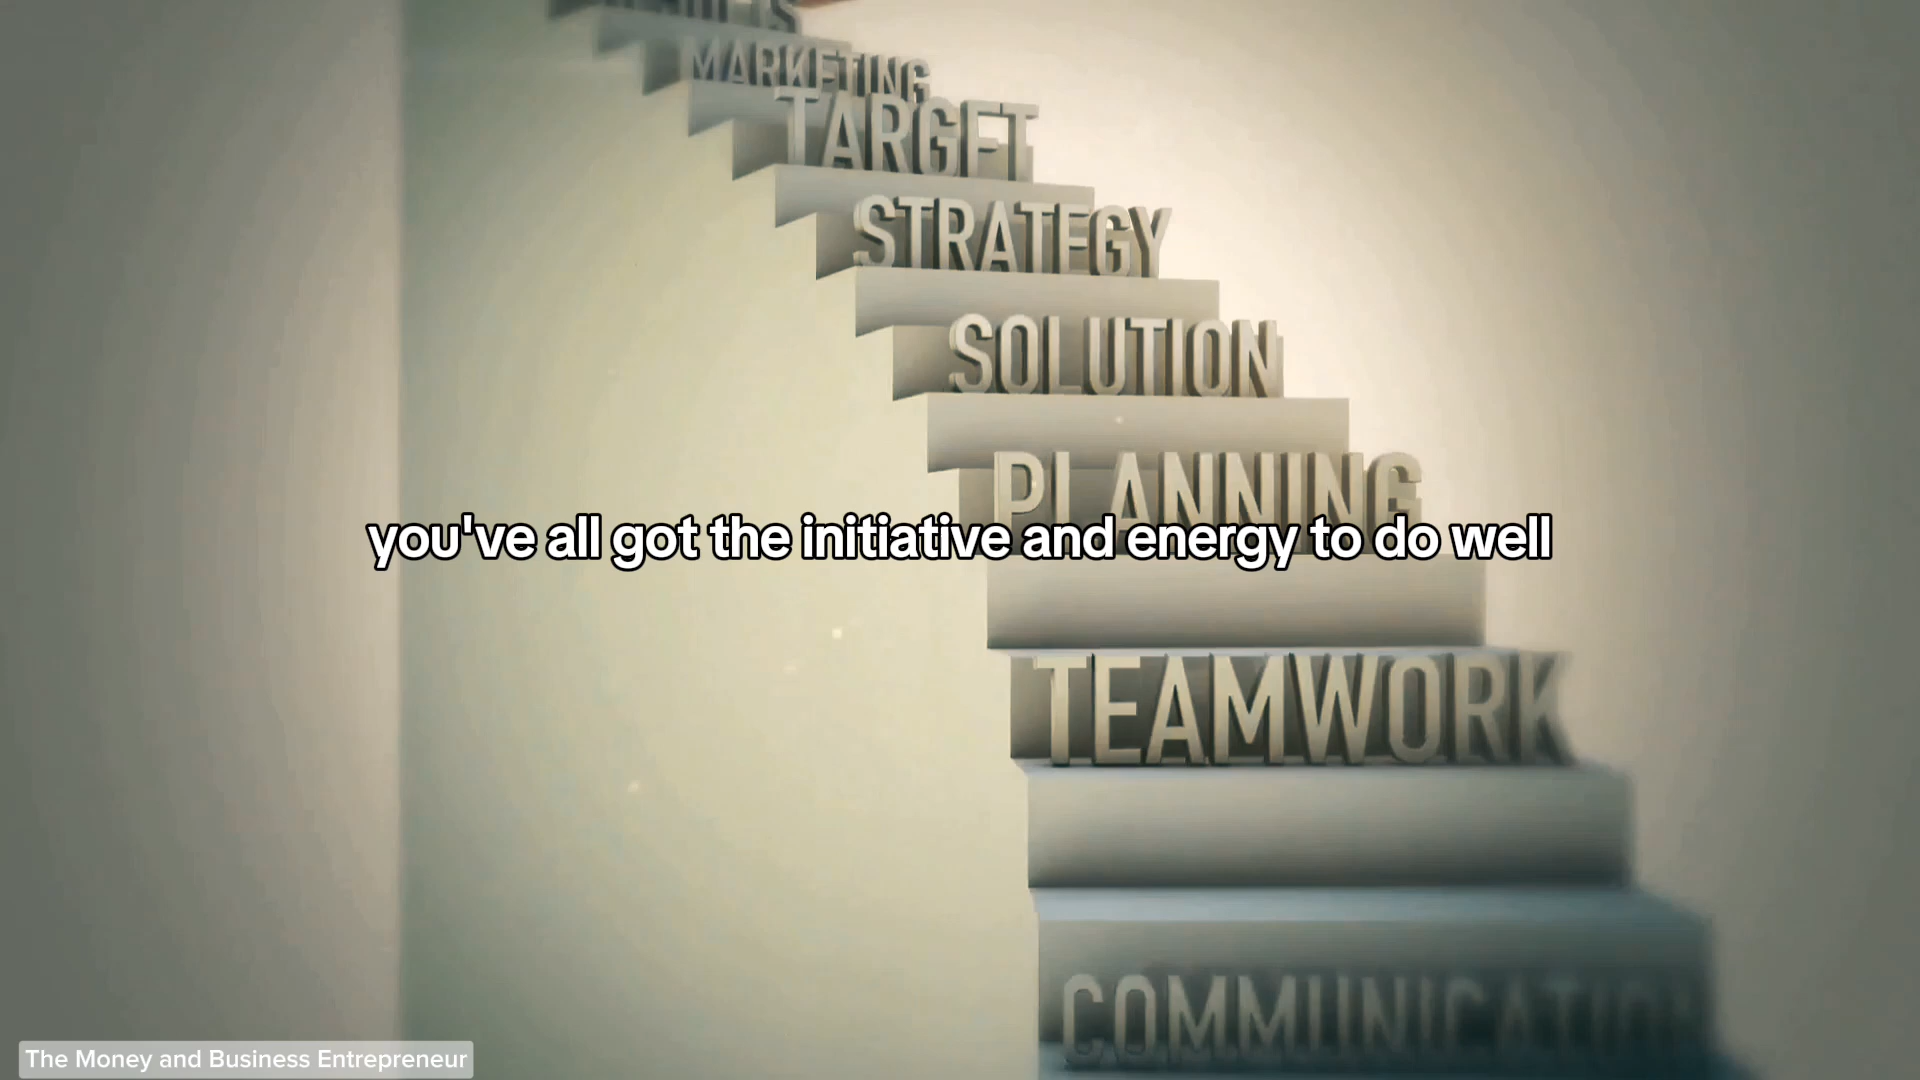 MARKETING
TARGET
STRATEGY
SOLUTION
PLANNING
you've all got the initiative and energy to do well
TEAMWORK
COMMUNICATION
The Money and Business Entrepreneur